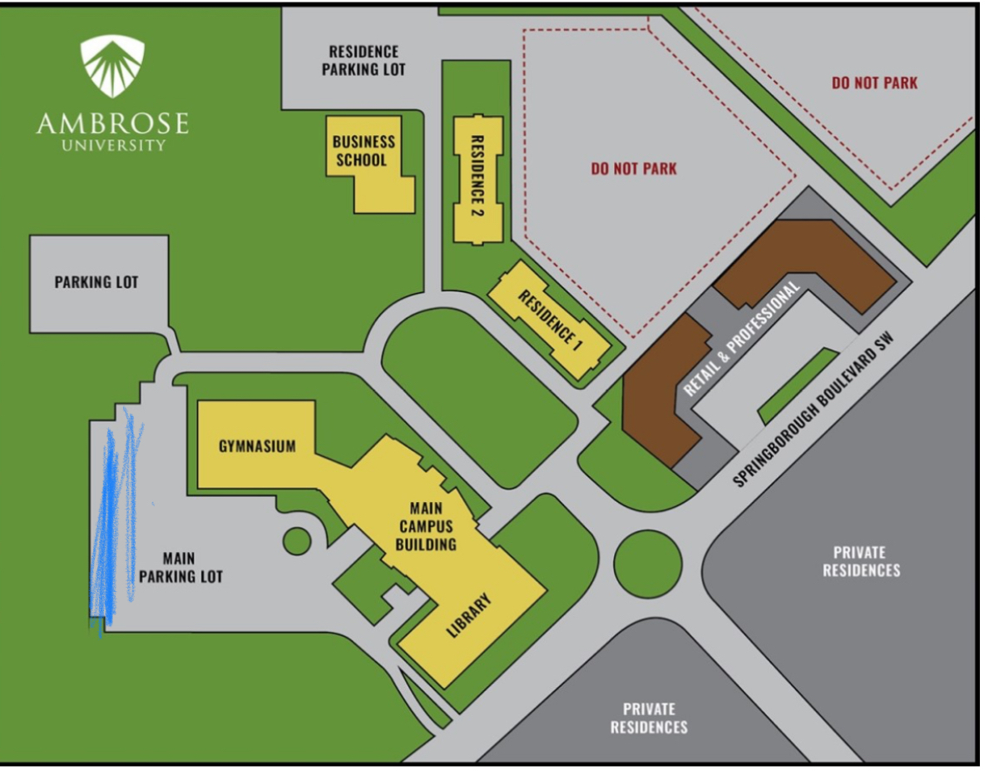 AMBROSE
UNIVERSITY
RESIDENCE
PARKING LOT
DO NOT PARK
BUSINESS
SCHOOL
RESIDENCE 2
DO NOT PARK
PARKING LOT
RESIDENCE 1
RETAIL & PROFESSIONAL
SPRINGBOROUGH BOULEVARD SW
GYMNASIUM
MAIN
CAMPUS
BUILDING
MAIN
PARKING LOT
LIBRARY
PRIVATE
RESIDENCES
PRIVATE
RESIDENCES